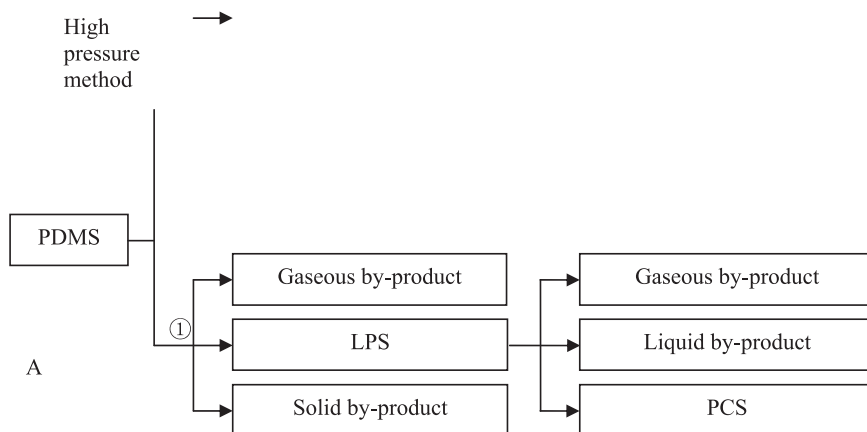 High
pressure
method
PDMS
Gaseous by-product
Gaseous by-product
①
LPS
Liquid by-product
A
Solid by-product
PCS